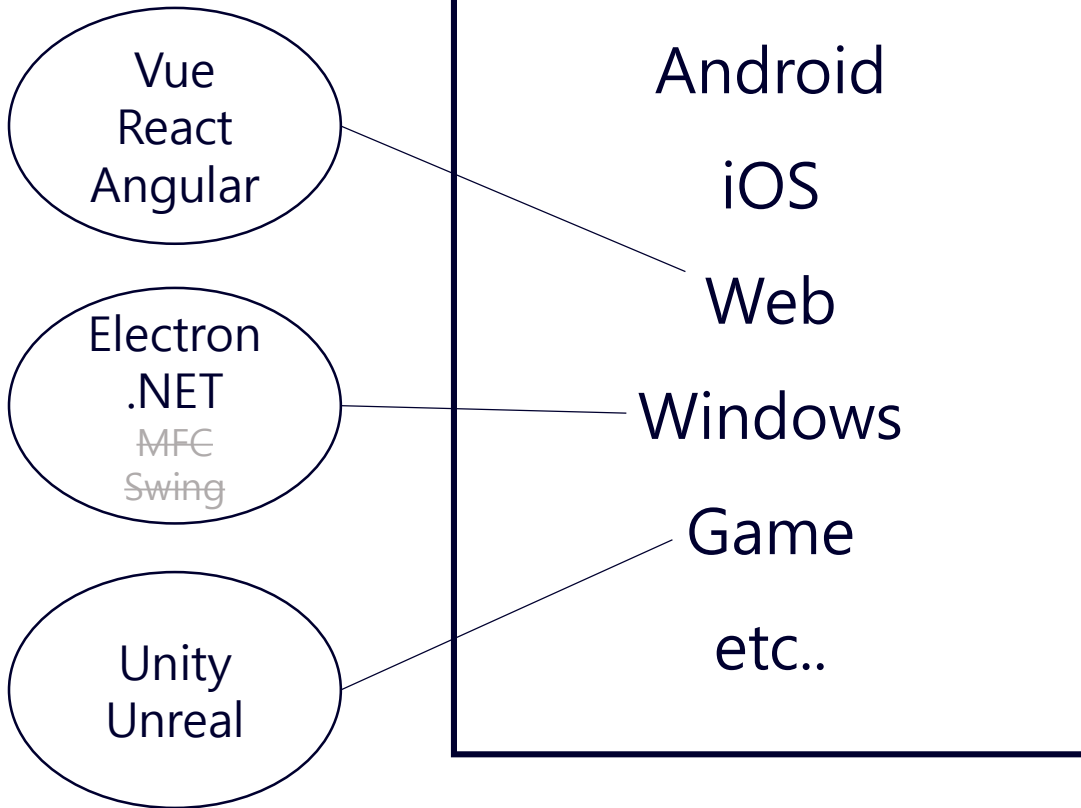 Vue
React
Angular
Electron
.NET
MFC
Swing
Unity
Unreal
Android
iOS
Web
Windows
Game
etc..